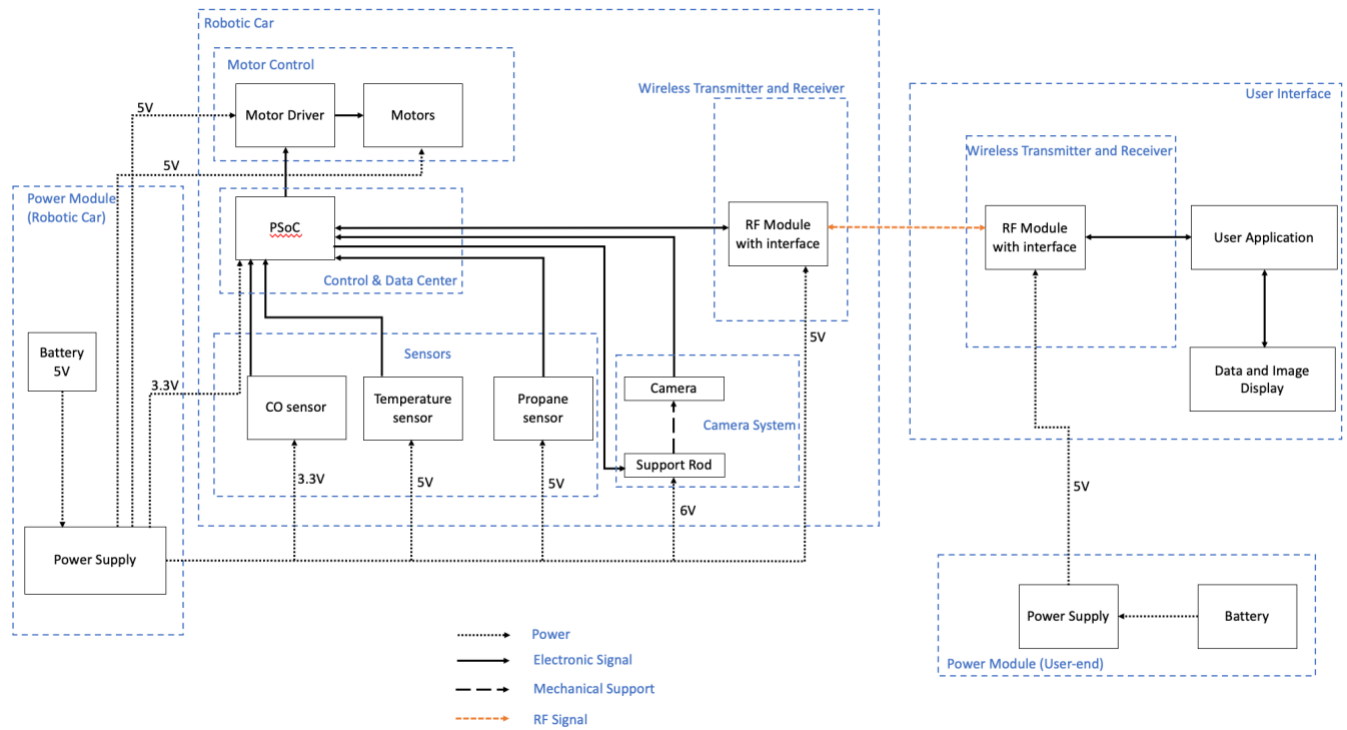 Robotic Car
Motor Control
Motor Driver
Motors
5V
5V
Wireless Transmitter and Receiver
User Interface
Wireless Transmitter and Receiver
Power Module
(Robotic Car)
PSoC
Control & Data Center
RF Module
with interface
RF Module
with interface
User Application
Data and Image
Display
Battery
5V
3.3V
Sensors
CO sensor
Temperature
sensor
Propane
sensor
Camera
Camera System
Support Rod
5V
3.3V
5V
5V
6V
5V
Power Supply
Power Supply
Battery
Power Module (User-end)
Power
Electronic Signal
Mechanical Support
RF Signal